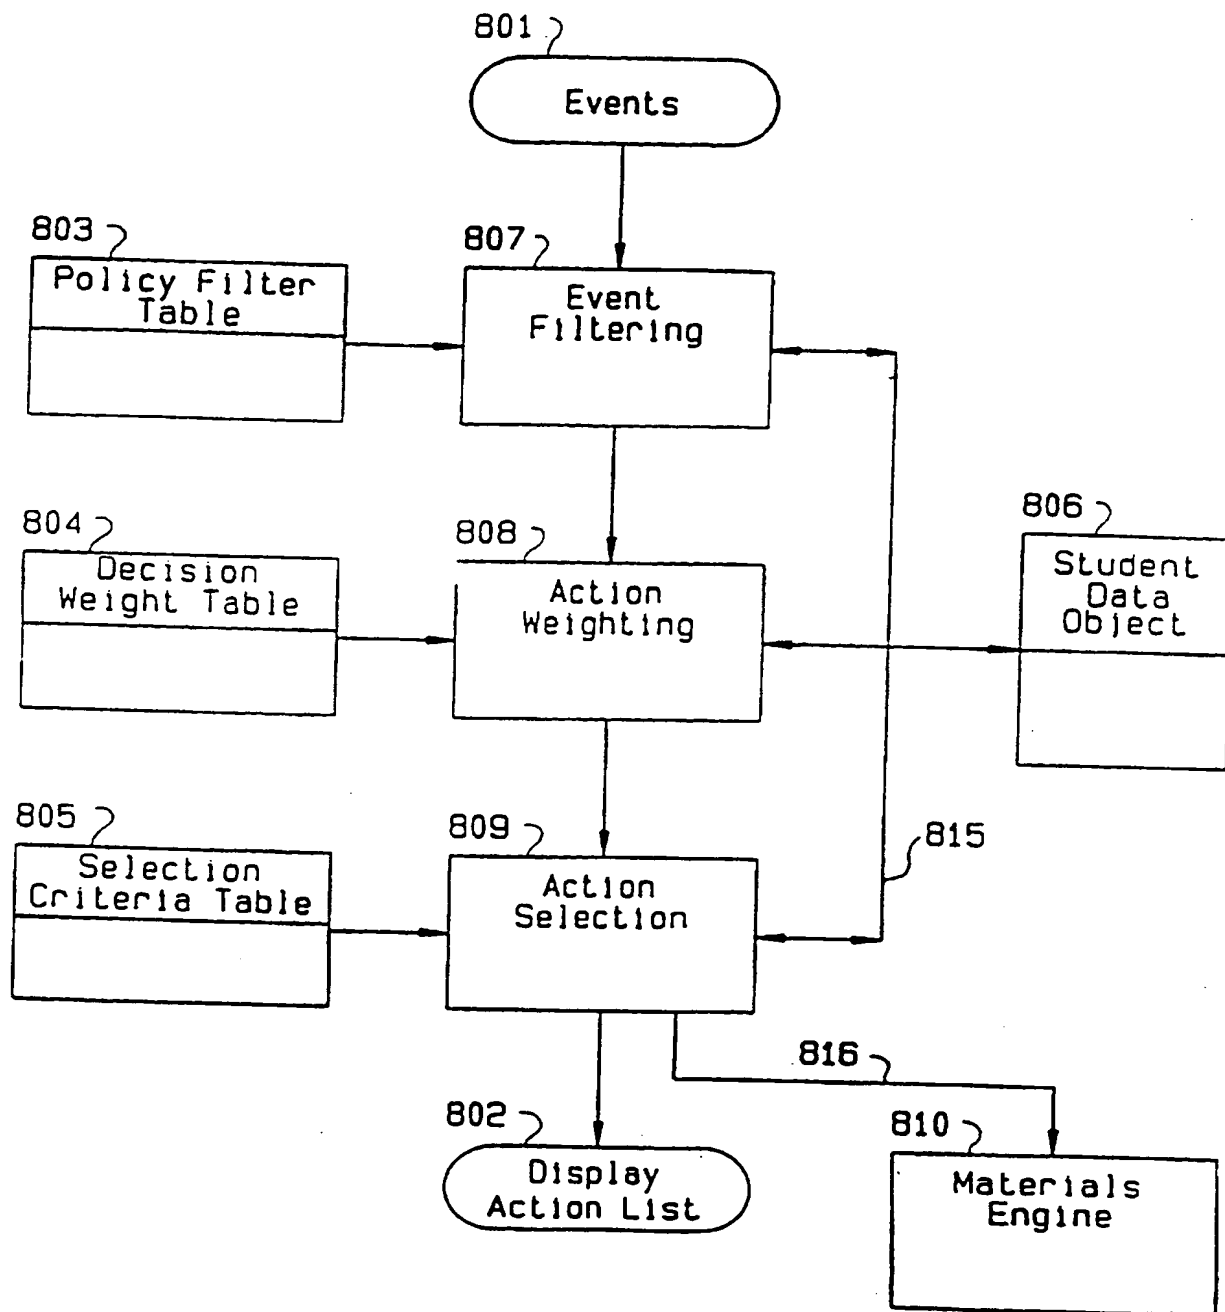 801
Events
803
Policy Filter
Table
807
Event
Filtering
804
Decision
Weight Table
808
Action
Weighting
806
Student
Data
Object
805
Selection
Criteria Table
809
Action
Selection
815
816
802
Display
Action List
810
Materials
Engine